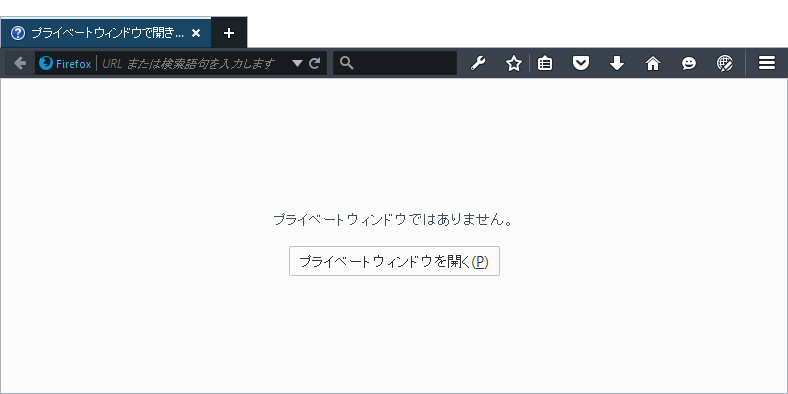 プライベートウィンドウで開き...
Firefox
URL または検索語句を入力します
プライベートウィンドウではありません。
プライベートウィンドウを開く(P)